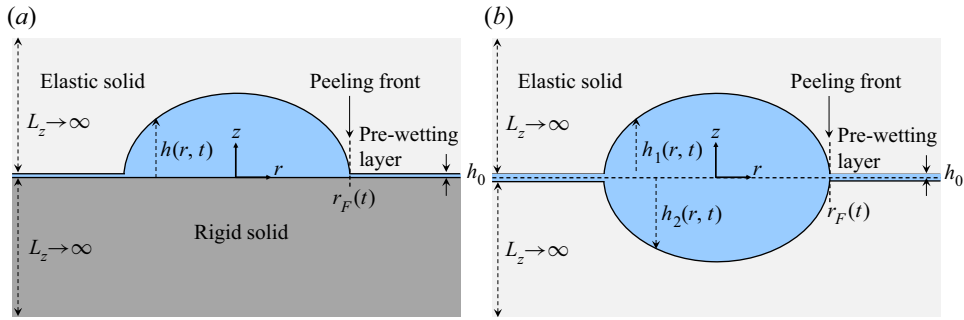 (a)
Elastic solid
Peeling front
L_z→∞
h(r, t)
z
r
Pre-wetting
layer
h_0
r_F(t)
Rigid solid
L_z→∞
(b)
Elastic solid
Peeling front
L_z→∞
h_1(r, t)
z
r
Pre-wetting
layer
h_0
h_2(r, t)
r_F(t)
L_z→∞